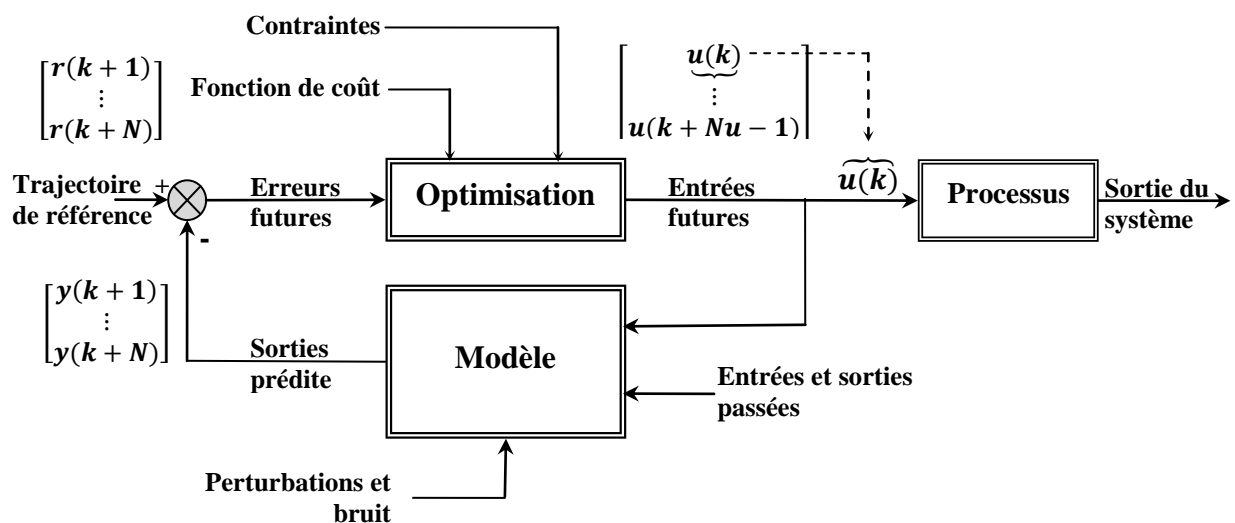 Contraintes
[r(k + 1)
⋮
r(k + N)]
Fonction de coût
[u(k)
⋮
u(k + Nu − 1)]
Trajectoire
de référence
+
-
Erreurs
futures
Optimisation
Entrées
futures
u(k)
Processus
Sortie du
système
[y(k + 1)
⋮
y(k + N)]
Sorties
prédite
Modèle
Entrées et sorties
passées
Perturbations et
bruit